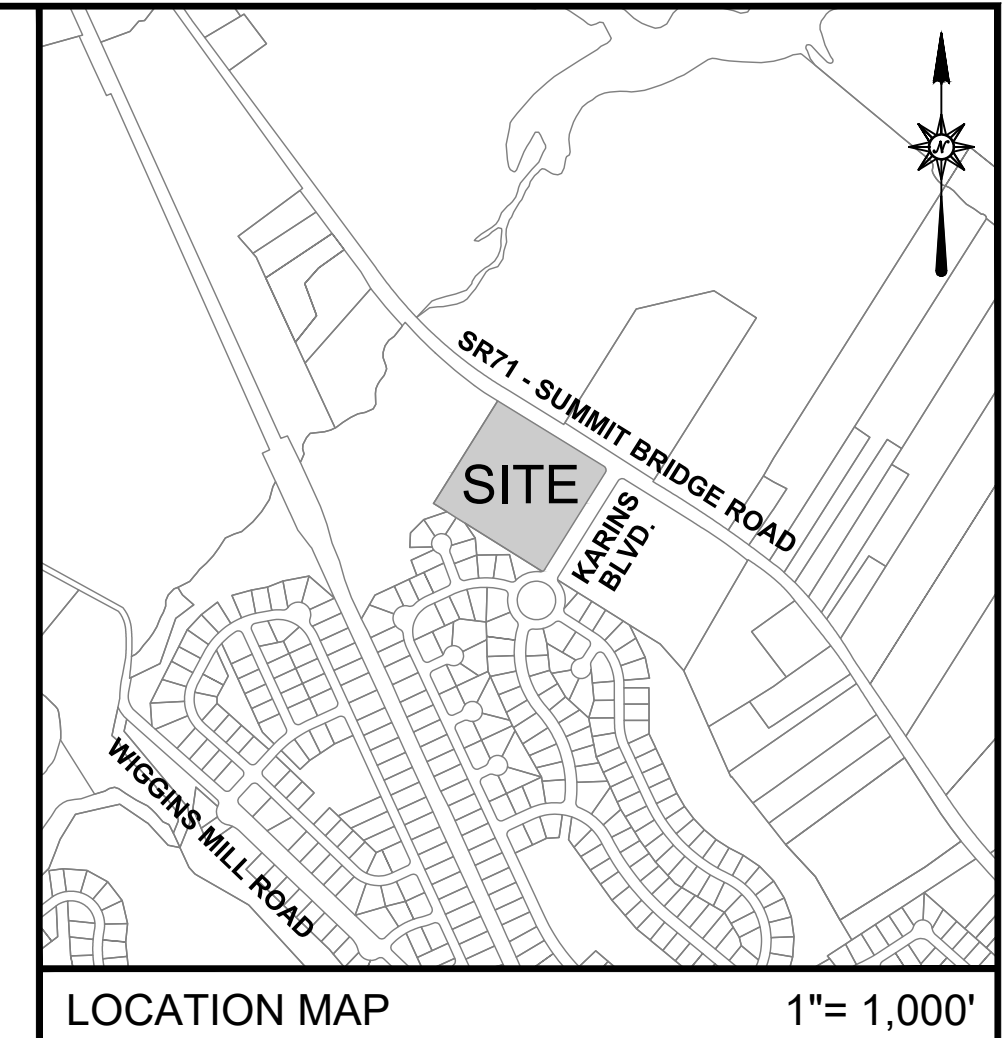 N
SR71 - SUMMIT BRIDGE ROAD
SITE
KARINS
BLVD.
WIGGINS MILL ROAD
LOCATION MAP
1"= 1,000'